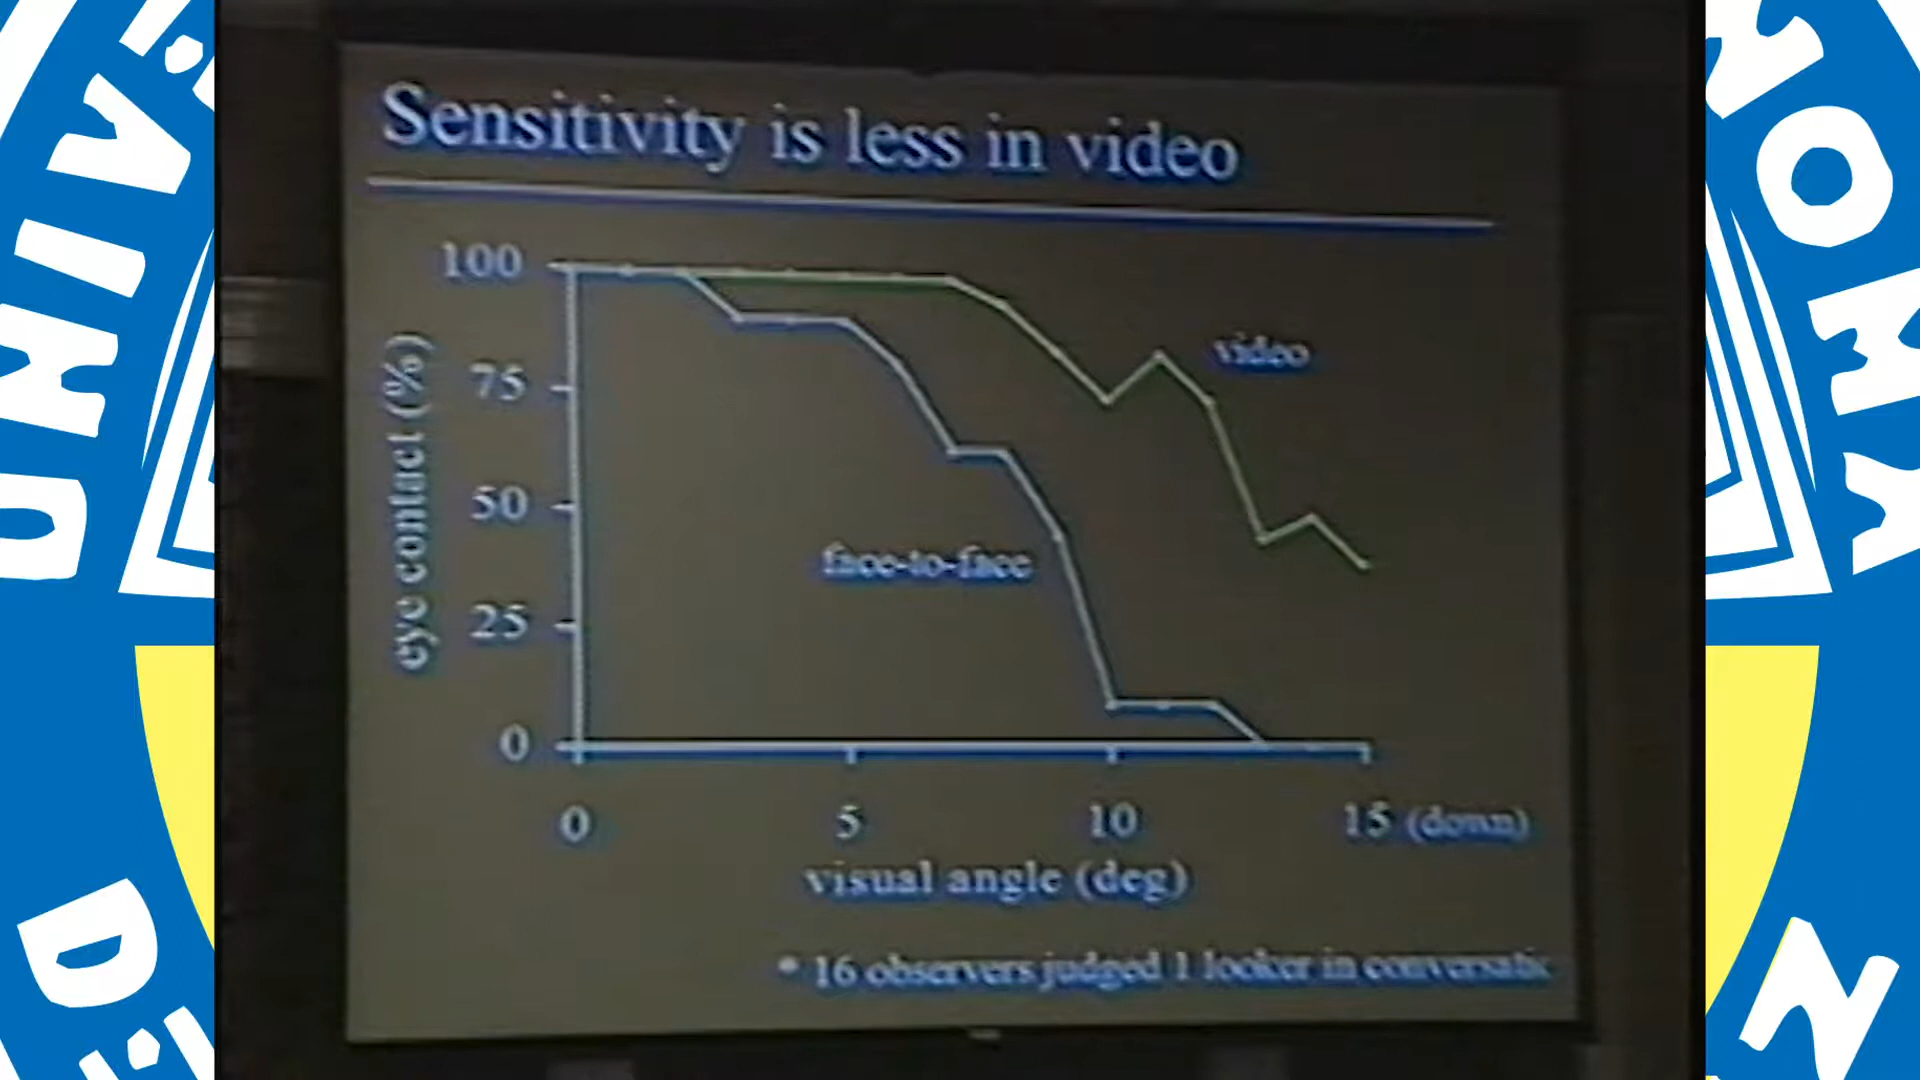 Sensitivity is less in video
100
75
50
25
0
eye contact (%)
video
face-to-face
0 5 10 15 (down)
visual angle (deg)
* 16 observers judged 1 looker in conversatic